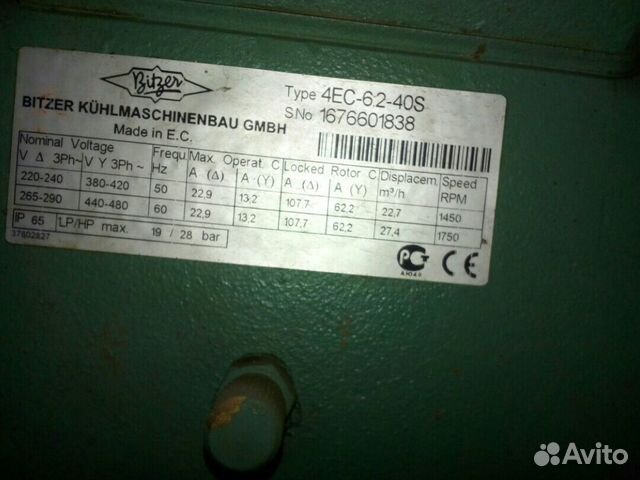 Bitzer
BITZER KÜHLMASCHINENBAU GMBH
Made in E.C.
Type 4EC-6.2-40S
S.No 1676601838
Nominal Voltage Frequ. Max. Operat. C Locked Rotor C Displacem. Speed
V Δ 3Ph~ V Y 3Ph~ Hz A (Δ) A (Y) A (Δ) A (Y) m³/h RPM
220-240 380-420 50 22,9 13,2 107,7 62,2 22,7 1450
265-290 440-480 60 22,9 13,2 107,7 62,2 27,4 1750
IP 65 LP/HP max. 19 / 28 bar
37802827
CE
Avito